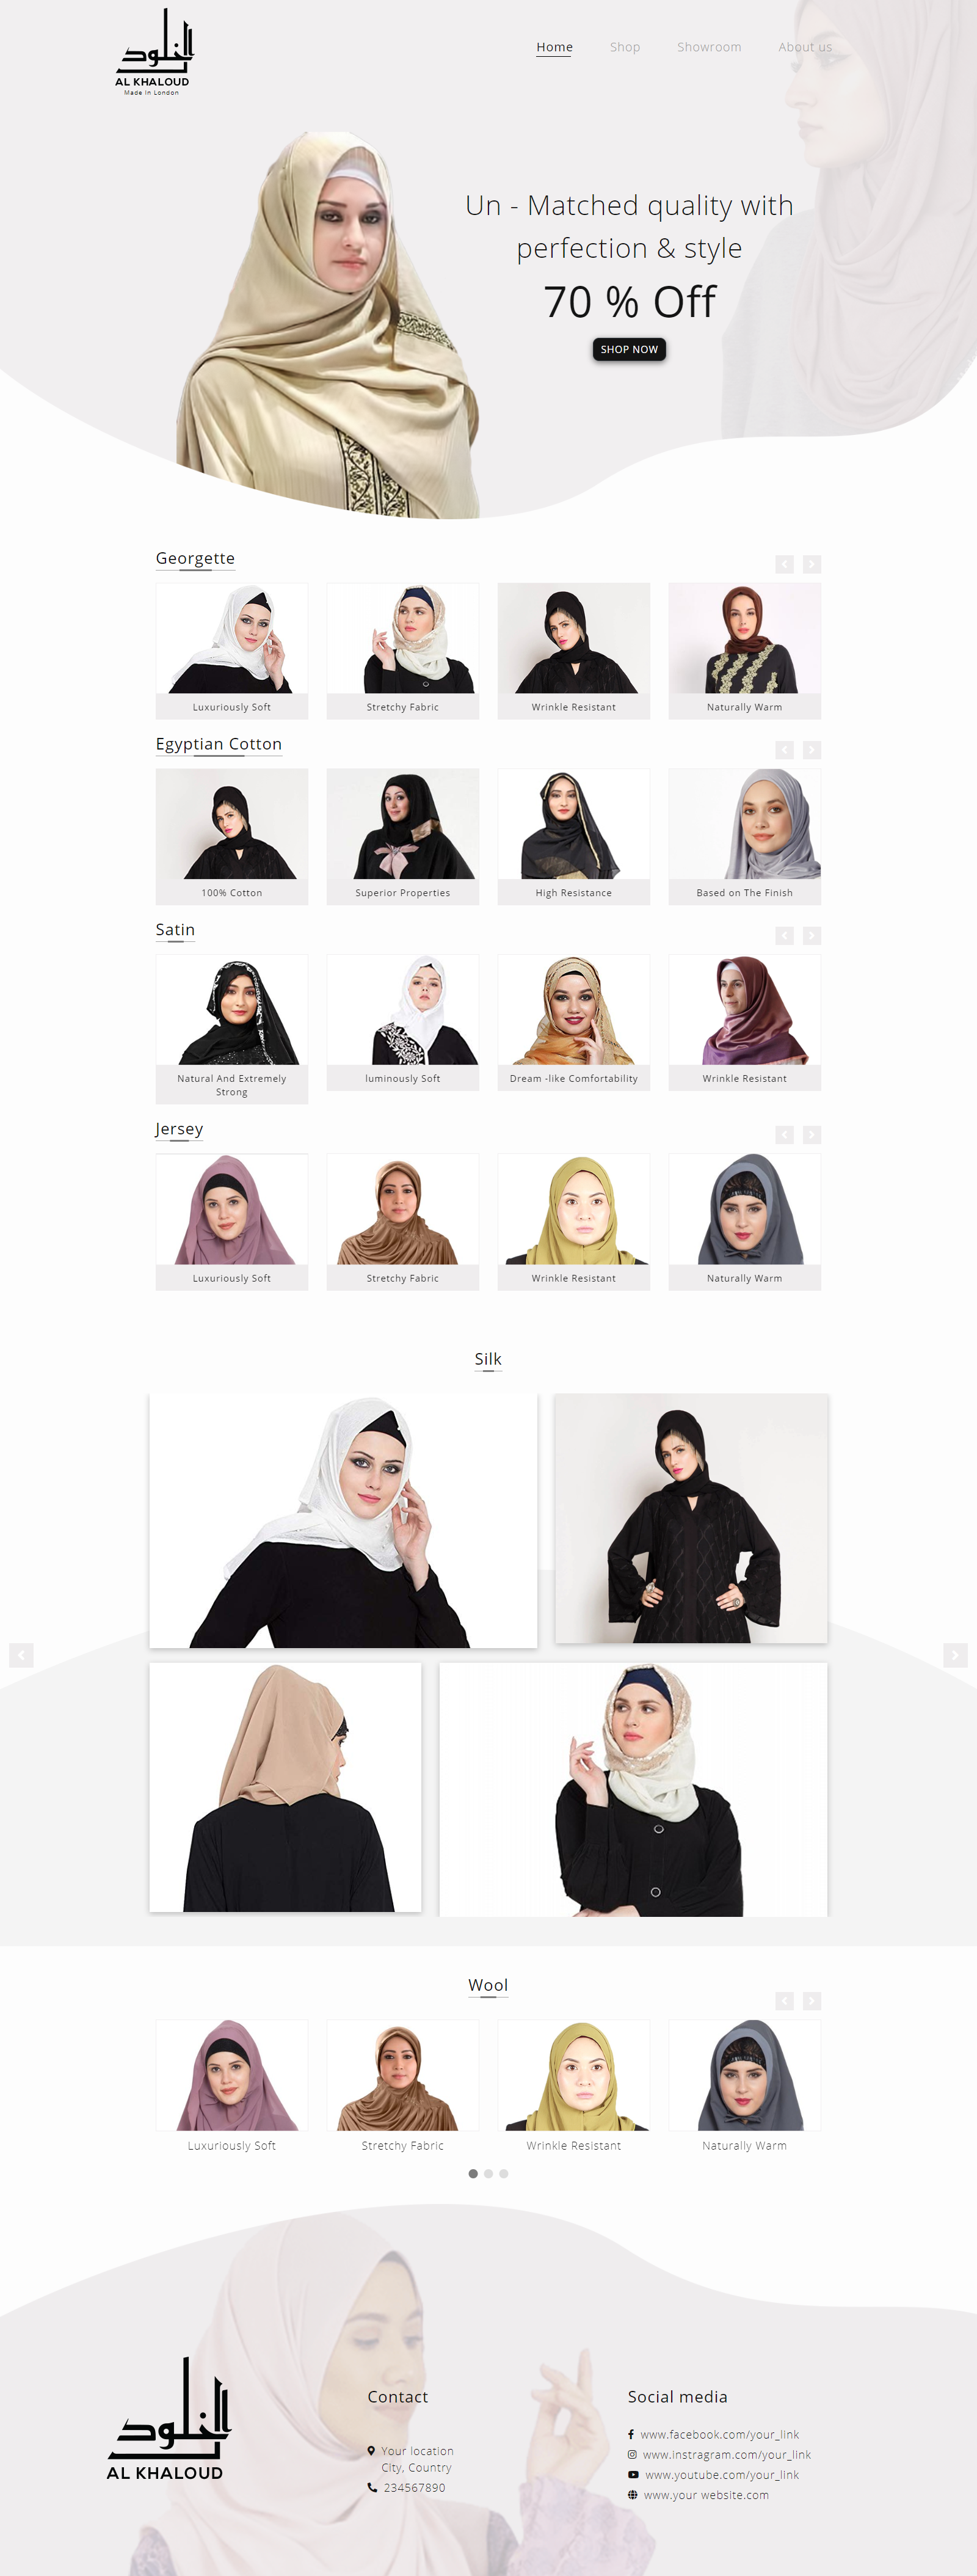 الخلود
AL KHALOUD
Made In London
Home
Shop
Showroom
About us
Un - Matched quality with
perfection & style
70 % Off
SHOP NOW
Georgette
Luxuriously Soft
Stretchy Fabric
Wrinkle Resistant
Naturally Warm
Egyptian Cotton
100% Cotton
Superior Properties
High Resistance
Based on The Finish
Satin
Natural And Extremely
Strong
luminously Soft
Dream -like Comfortability
Wrinkle Resistant
Jersey
Luxuriously Soft
Stretchy Fabric
Wrinkle Resistant
Naturally Warm
Silk
Wool
Luxuriously Soft
Stretchy Fabric
Wrinkle Resistant
Naturally Warm
الخلود
AL KHALOUD
Contact
Your location
City, Country
234567890
Social media
www.facebook.com/your_link
www.instragram.com/your_link
www.youtube.com/your_link
www.your website.com